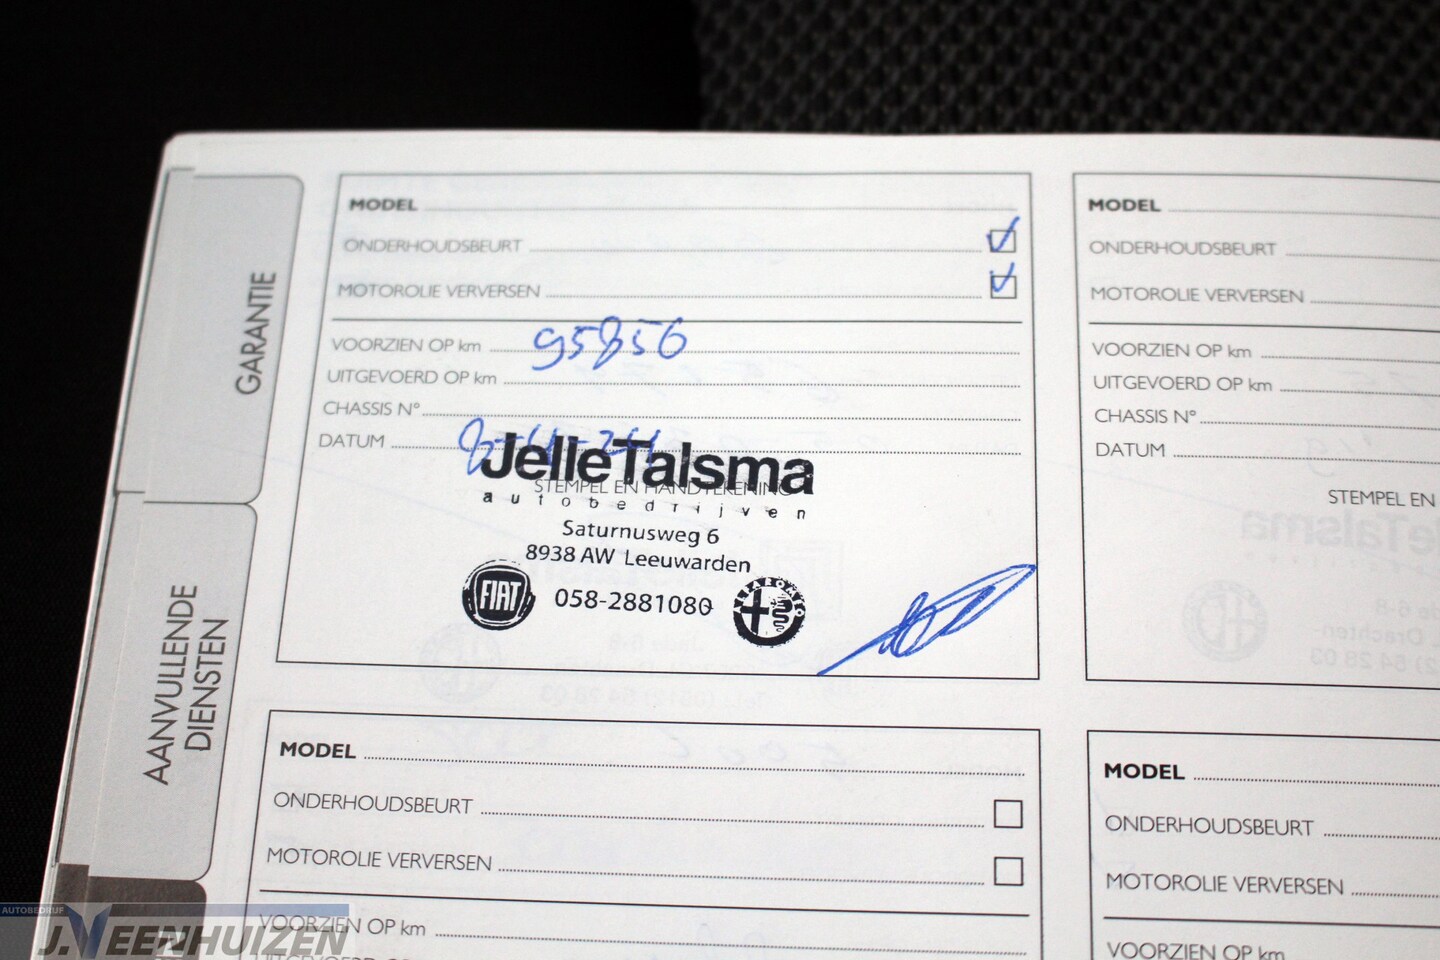 GARANTIE
AANVULLENDE
DIENSTEN
MODEL
ONDERHOUDSBEURT
MOTOROLIE VERVERSEN
VOORZIEN OP km 95856
UITGEVOERD OP km
CHASSIS N°
DATUM
JelleTalsma
STEMPEL EN HANDTEKENING
autobedrijven
Saturnusweg 6
8938 AW Leeuwarden
FIAT
058-2881080
MODEL
ONDERHOUDSBEURT
MOTOROLIE VERVERSEN
VOORZIEN OP km
UITGEVOERD OP km
CHASSIS N°
DATUM
STEMPEL EN
MODEL
ONDERHOUDSBEURT
MOTOROLIE VERVERSEN
VOORZIEN OP km
MODEL
ONDERHOUDSBEURT
MOTOROLIE VERVERSEN
VOORZIEN OP km
AUTOBEDRIJF
J.VEENHUIZEN